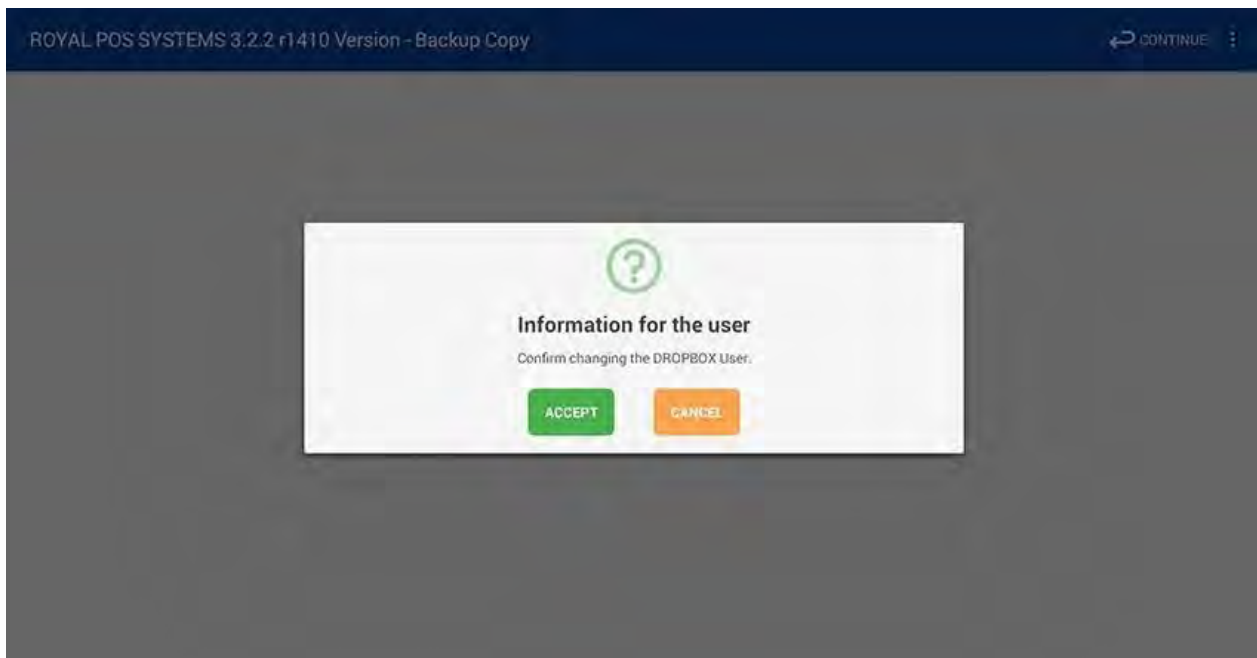 ROYAL POS SYSTEMS 3.2.2 r1410 Version - Backup Copy
CONTINUE
Information for the user
Confirm changing the DROPBOX User.
ACCEPT CANCEL